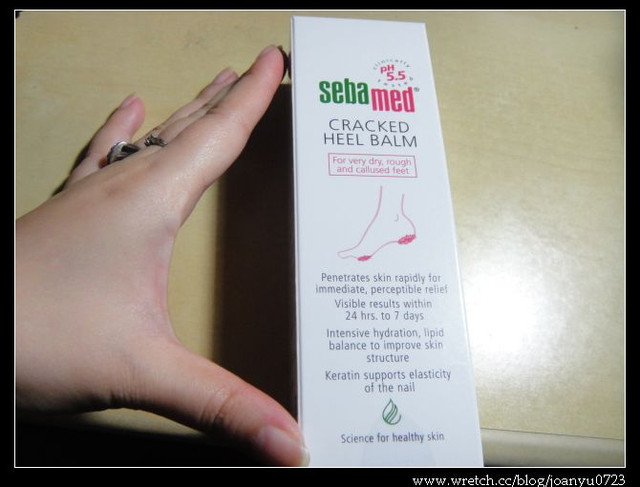 clinically
pH
5.5
tested
sebamed®
CRACKED
HEEL BALM
For very dry, rough
and callused feet
Penetrates skin rapidly for
immediate, perceptible relief
Visible results within
24 hrs. to 7 days
Intensive hydration, lipid
balance to improve skin
structure
Keratin supports elasticity
of the nail
Science for healthy skin
www.wretch.cc/blog/joanyu0723